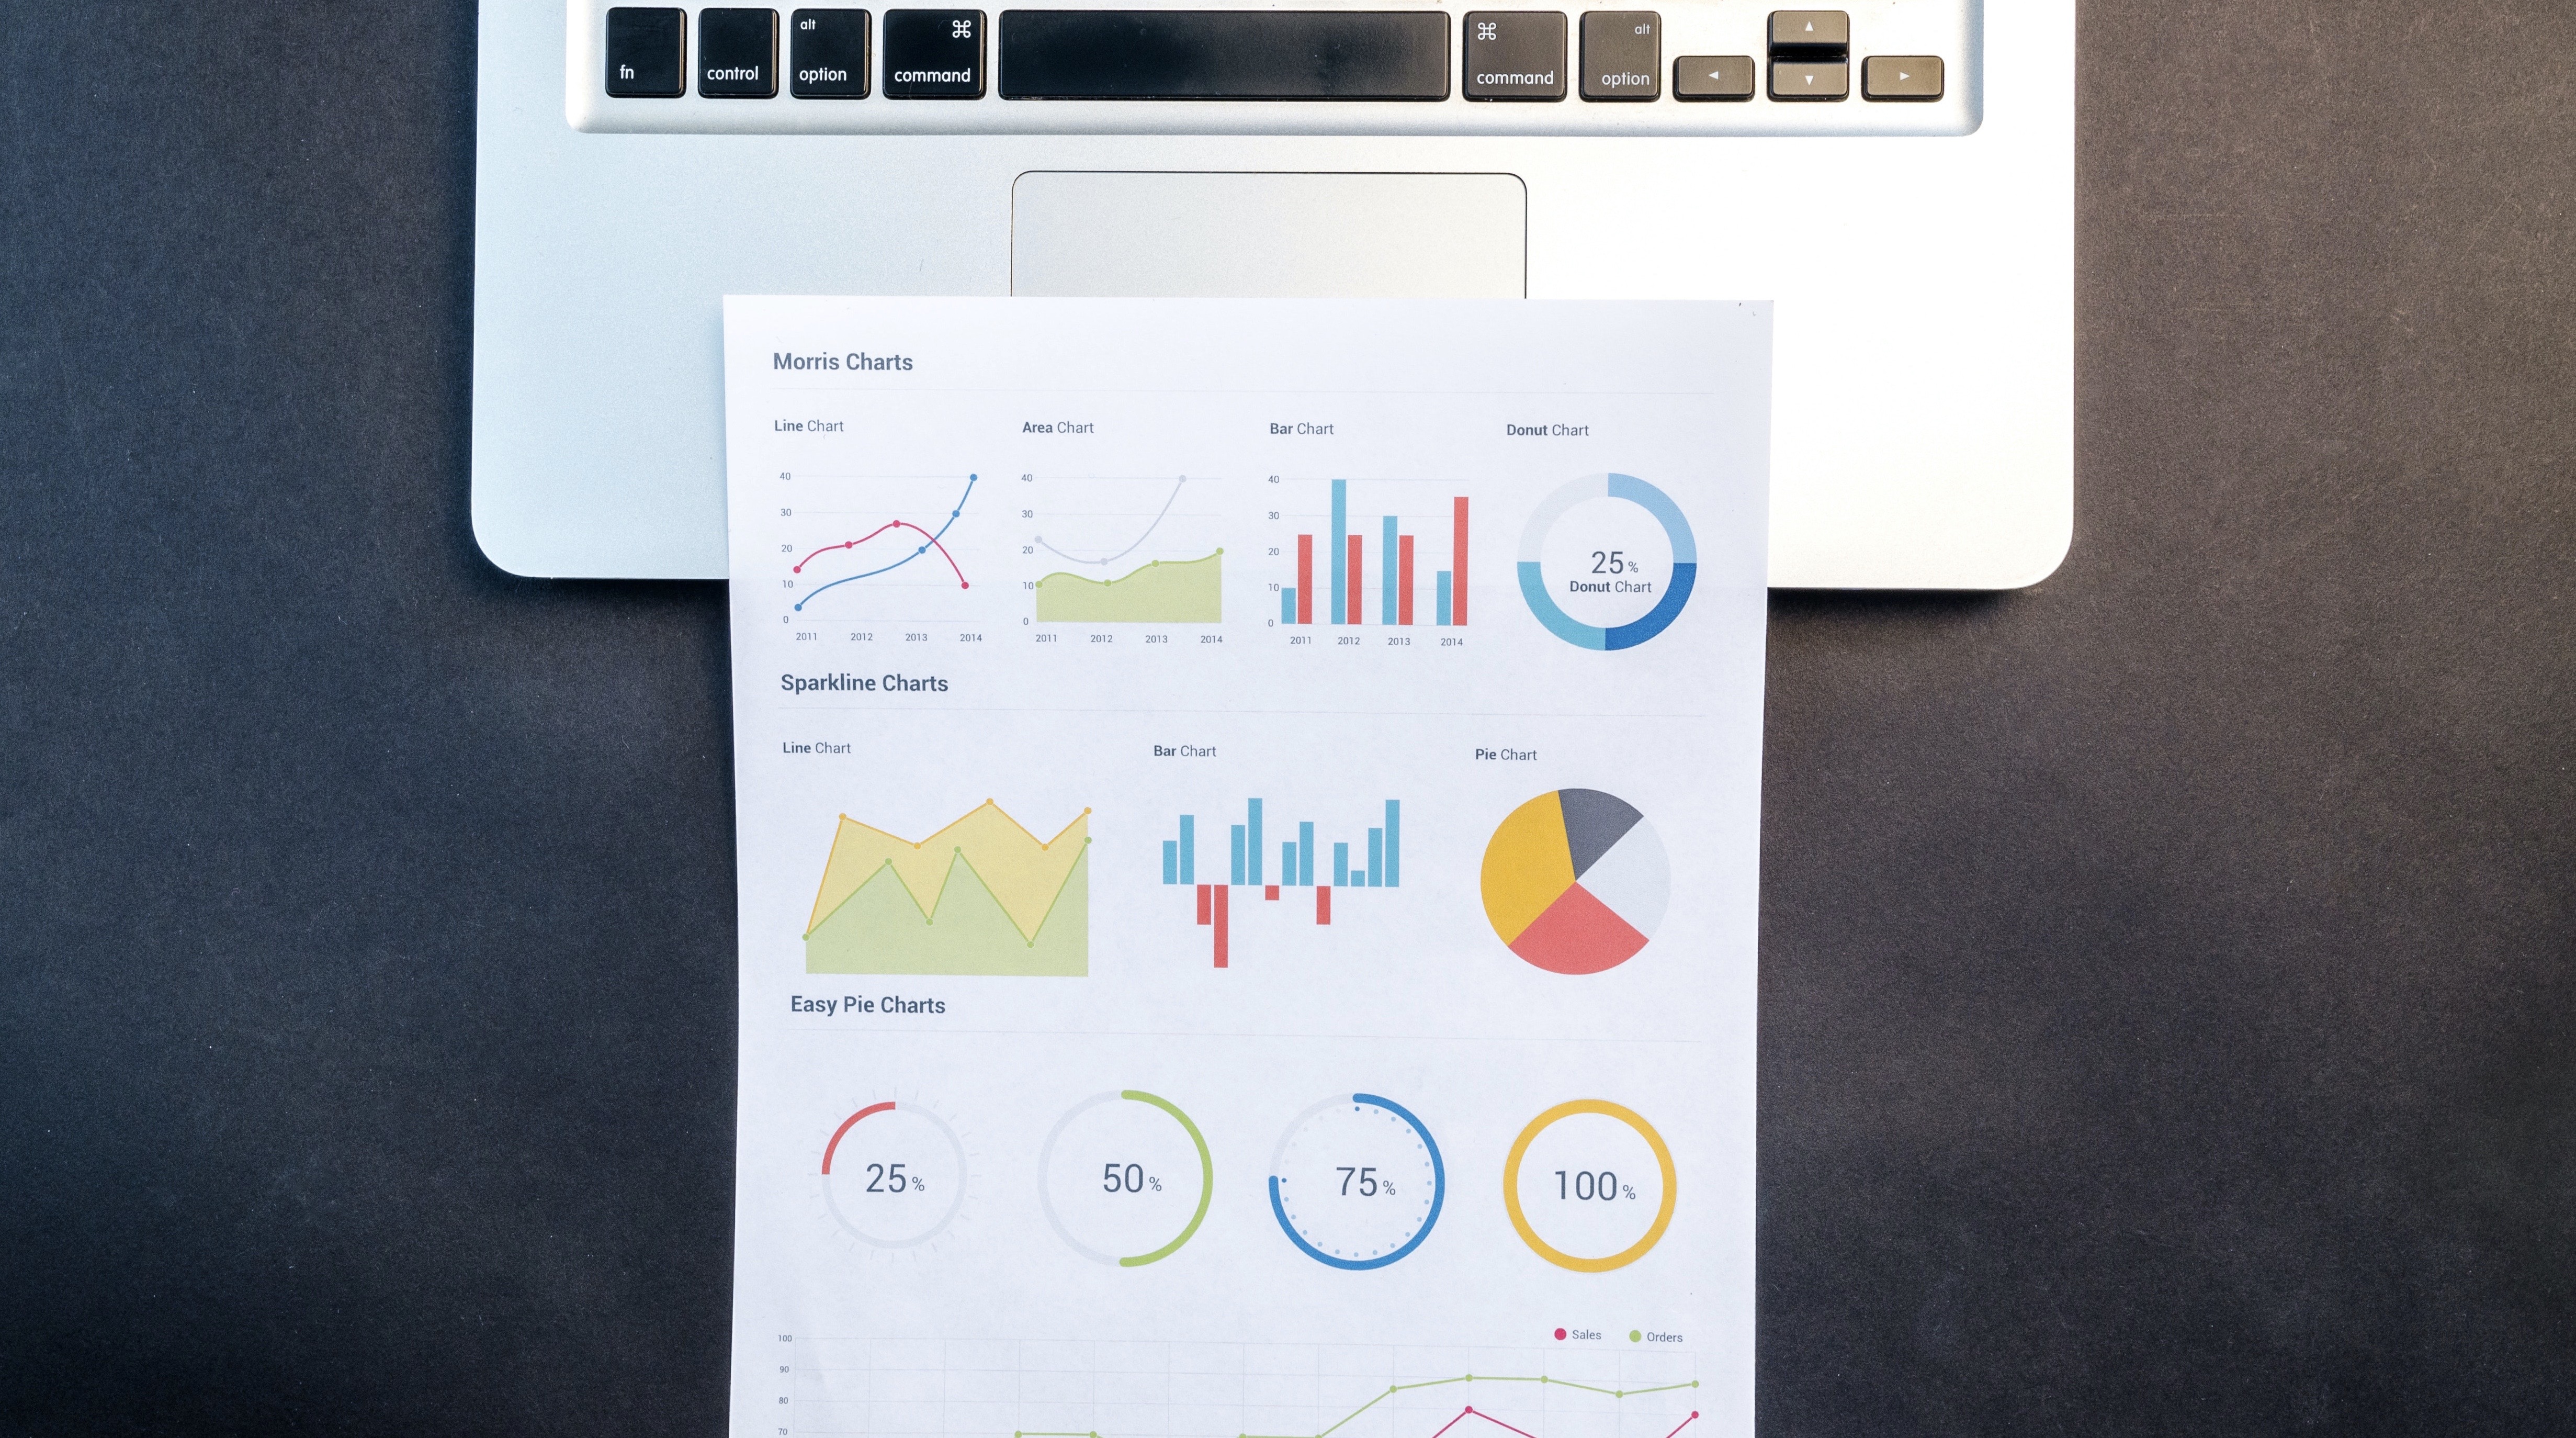 alt ⌘ ⌘ alt
fn control option command command option
Morris Charts
Line Chart Area Chart Bar Chart Donut Chart
40 40 40
30 30 30
20 20 20
25%
Donut Chart
10 10 10
0 0 0
2011 2012 2013 2014 2011 2012 2013 2014 2011 2012 2013 2014
Sparkline Charts
Line Chart Bar Chart Pie Chart
Easy Pie Charts
25% 50% 75% 100%
Sales Orders
100
90
80
70